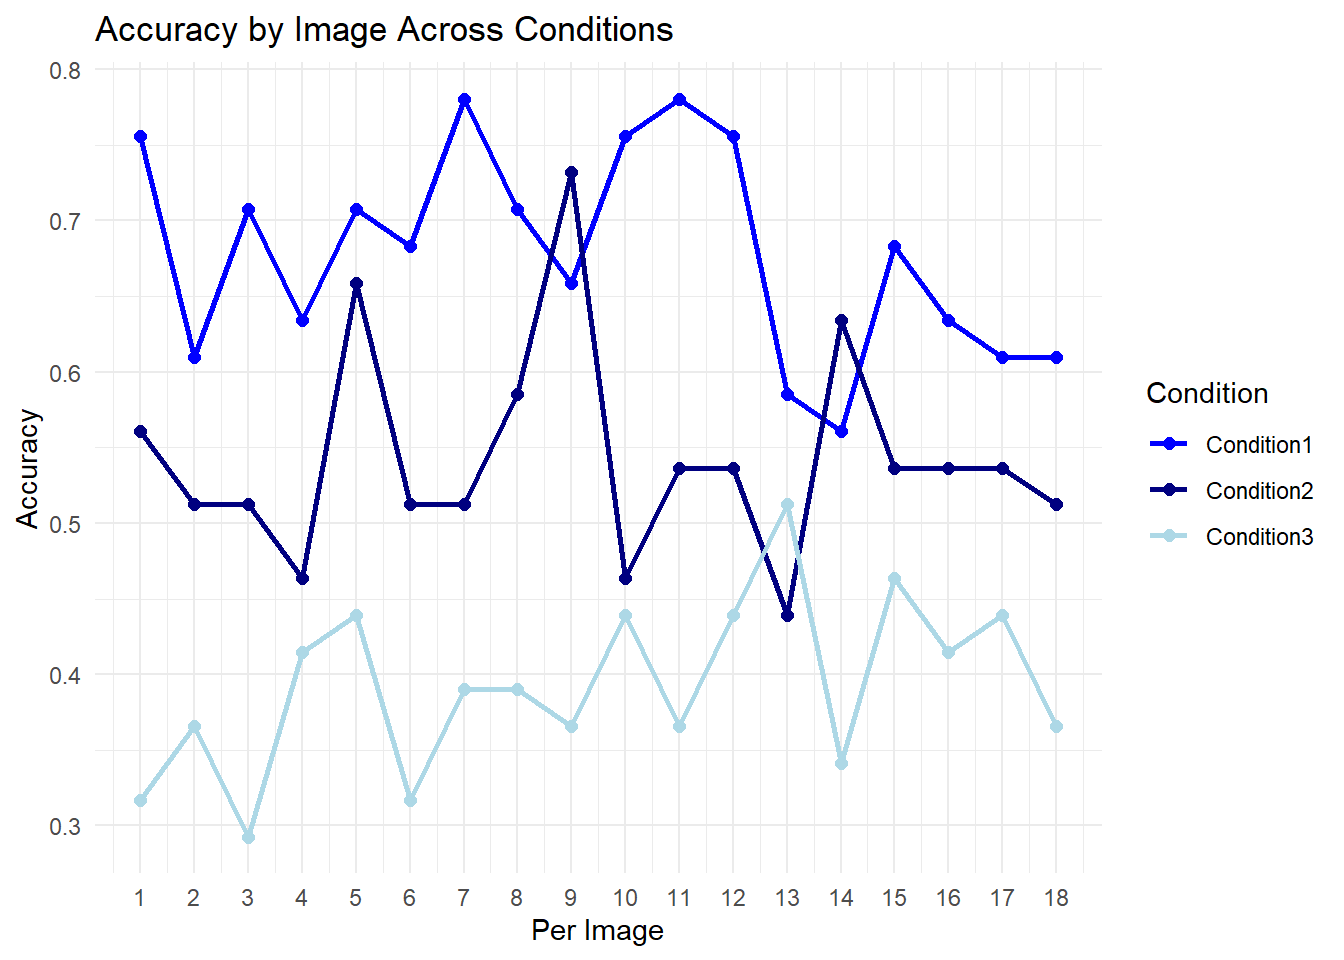 Accuracy by Image Across Conditions
0.8
0.7
0.6
0.5
0.4
0.3
Accuracy
1 2 3 4 5 6 7 8 9 10 11 12 13 14 15 16 17 18
Per Image
Condition
Condition1
Condition2
Condition3